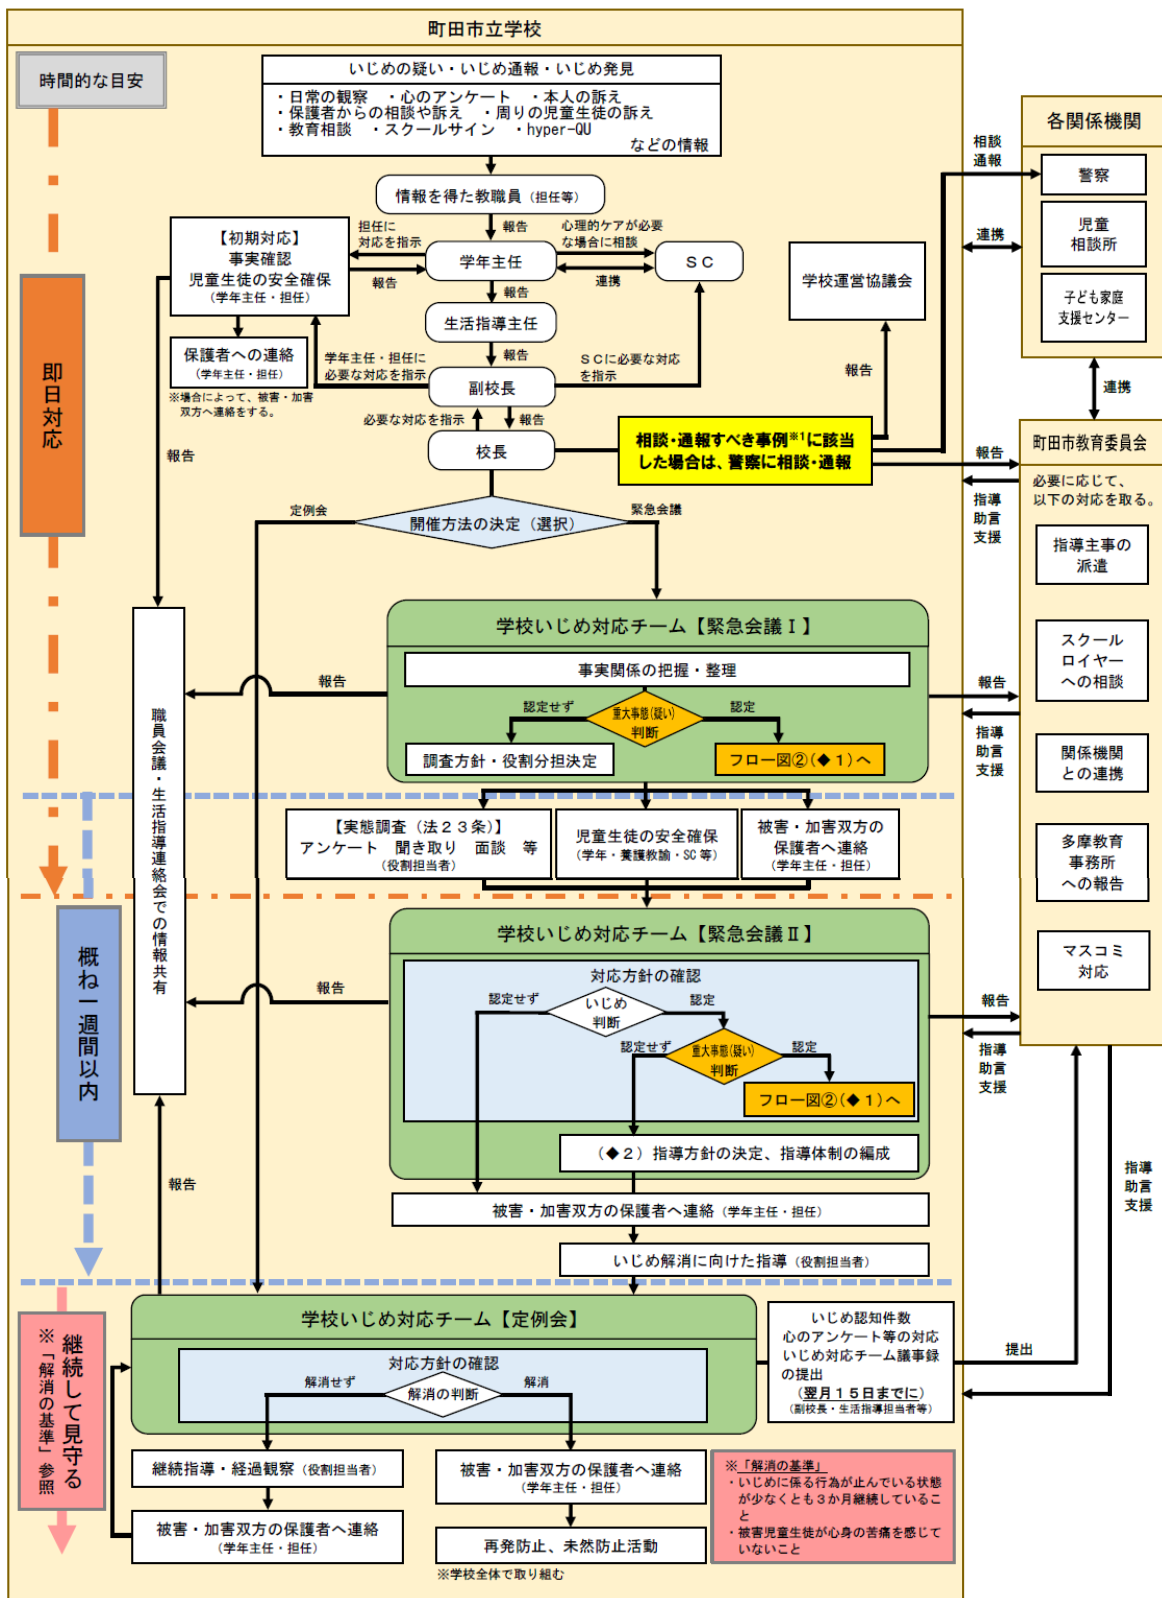 町田市立学校
時間的な目安
いじめの疑い・いじめ通報・いじめ発見
・日常の観察　・心のアンケート　・本人の訴え
・保護者からの相談や訴え　・周りの児童生徒の訴え
・教育相談　・スクールサイン　・hyper-QU
などの情報
情報を得た教職員（担任等）
報告
担任に
対応を指示
心理的ケアが必要
な場合に相談
【初期対応】
事実確認
児童生徒の安全確保
（学年主任・担任）
報告
学年主任
連携
ＳＣ
報告
生活指導主任
報告
保護者への連絡
（学年主任・担任）
※場合によって、被害・加害
双方へ連絡をする。
学年主任・担任に
必要な対応を指示
ＳＣに必要な対応
を指示
副校長
必要な対応を指示
報告
校長
相談・通報すべき事例※1に該当
した場合は、警察に相談・通報
学校運営協議会
報告
相談
通報
連携
各関係機関
警察
児童
相談所
子ども家庭
支援センター
連携
町田市教育委員会
必要に応じて、
以下の対応を取る。
指導主事の
派遣
スクール
ロイヤー
への相談
関係機関
との連携
多摩教育
事務所
への報告
マスコミ
対応
報告
指導
助言
支援
即日対応
報告
定例会
開催方法の決定（選択）
緊急会議
学校いじめ対応チーム【緊急会議Ⅰ】
事実関係の把握・整理
認定せず
重大事態(疑い)
判断
認定
調査方針・役割分担決定
フロー図②(◆１)へ
報告
報告
指導
助言
支援
職員会議・生活指導連絡会での情報共有
【実態調査（法２３条）】
アンケート　聞き取り　面談　等
（役割担当者）
児童生徒の安全確保
（学年・養護教諭・SC 等）
被害・加害双方の
保護者へ連絡
（学年主任・担任）
概ね一週間以内
学校いじめ対応チーム【緊急会議Ⅱ】
対応方針の確認
認定せず
いじめ
判断
認定
認定せず
重大事態(疑い)
判断
認定
フロー図②(◆１)へ
（◆２）指導方針の決定、指導体制の編成
報告
報告
指導
助言
支援
報告
被害・加害双方の保護者へ連絡（学年主任・担任）
いじめ解消に向けた指導（役割担当者）
指導
助言
支援
継続して見守る
※「解消の基準」参照
学校いじめ対応チーム【定例会】
対応方針の確認
解消せず
解消の判断
解消
いじめ認知件数
心のアンケート等の対応
いじめ対応チーム議事録
の提出
（翌月１５日までに）
（副校長・生活指導担当者等）
提出
継続指導・経過観察（役割担当者）
被害・加害双方の保護者へ連絡
（学年主任・担任）
被害・加害双方の保護者へ連絡
（学年主任・担任）
再発防止、未然防止活動
※学校全体で取り組む
※「解消の基準」
・いじめに係る行為が止んでいる状態
が少なくとも３か月継続しているこ
と
・被害児童生徒が心身の苦痛を感じて
いないこと